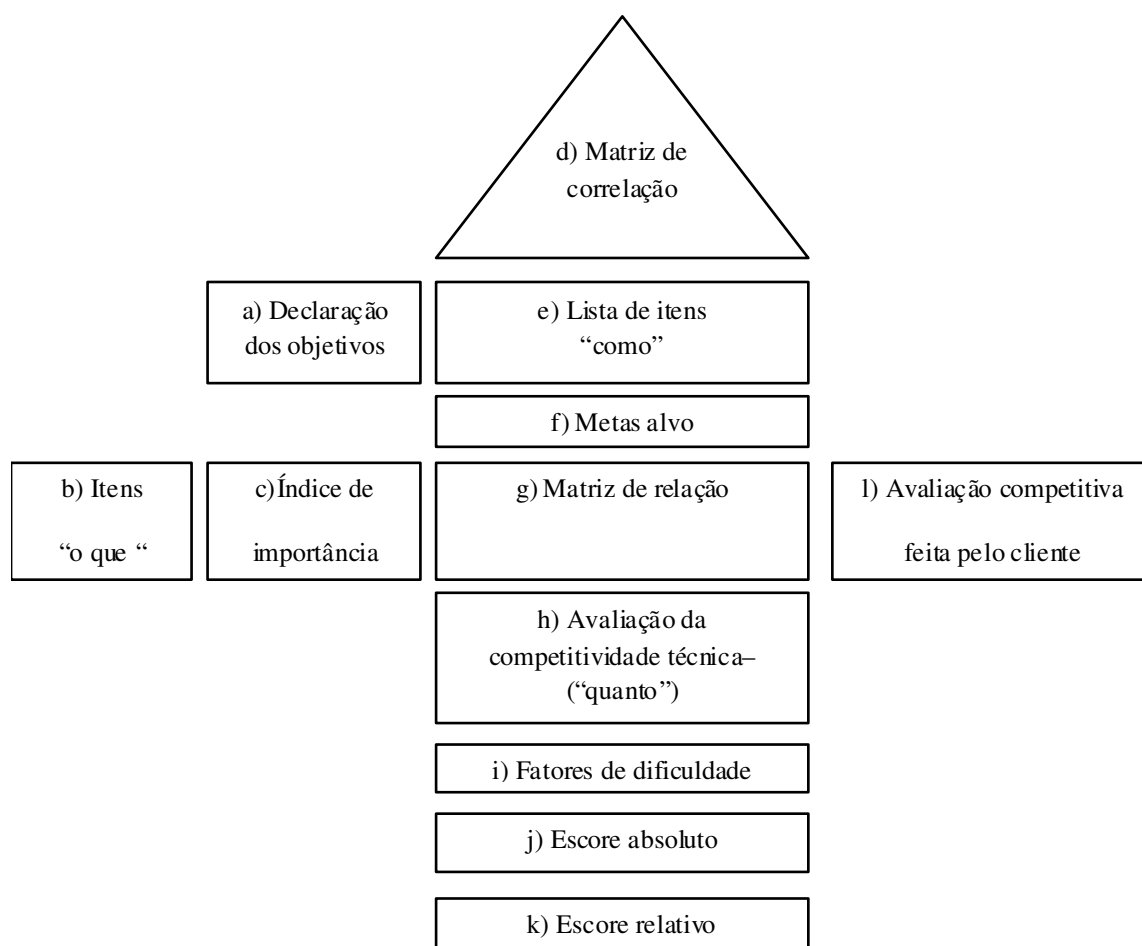 d) Matriz de
correlação
a) Declaração
dos objetivos
e) Lista de itens
“como”
f) Metas alvo
b) Itens
“o que “
c)Índice de
importância
g) Matriz de relação
l) Avaliação competitiva
feita pelo cliente
h) Avaliação da
competitividade técnica–
(“quanto”)
i) Fatores de dificuldade
j) Escore absoluto
k) Escore relativo